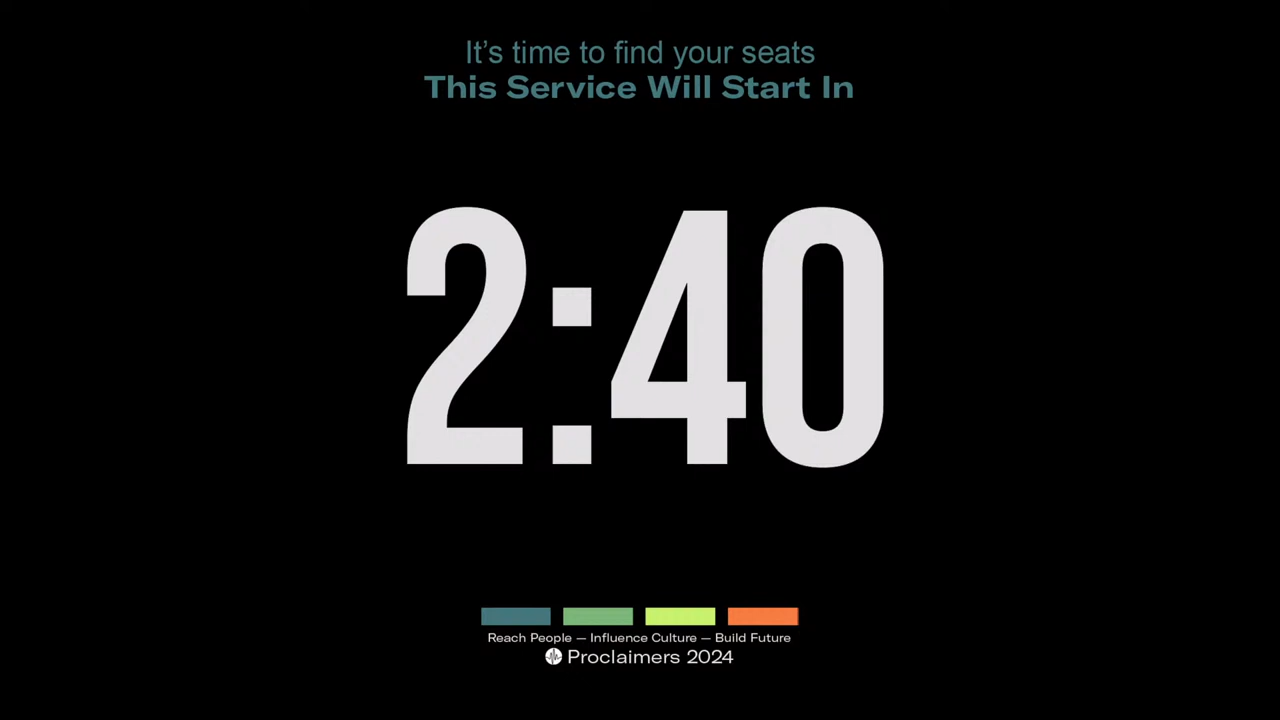 It’s time to find your seats
This Service Will Start In
2:40
Reach People — Influence Culture — Build Future
Proclaimers 2024